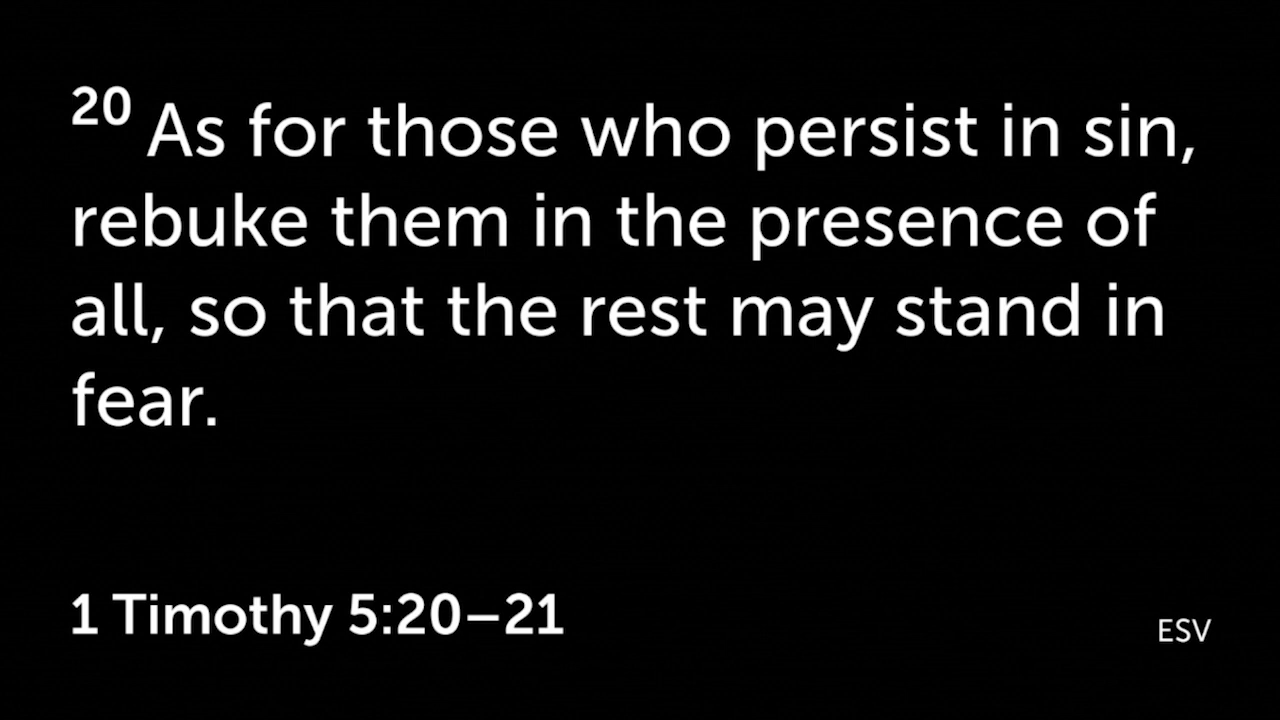 20 As for those who persist in sin,
rebuke them in the presence of
all, so that the rest may stand in
fear.
1 Timothy 5:20–21
ESV